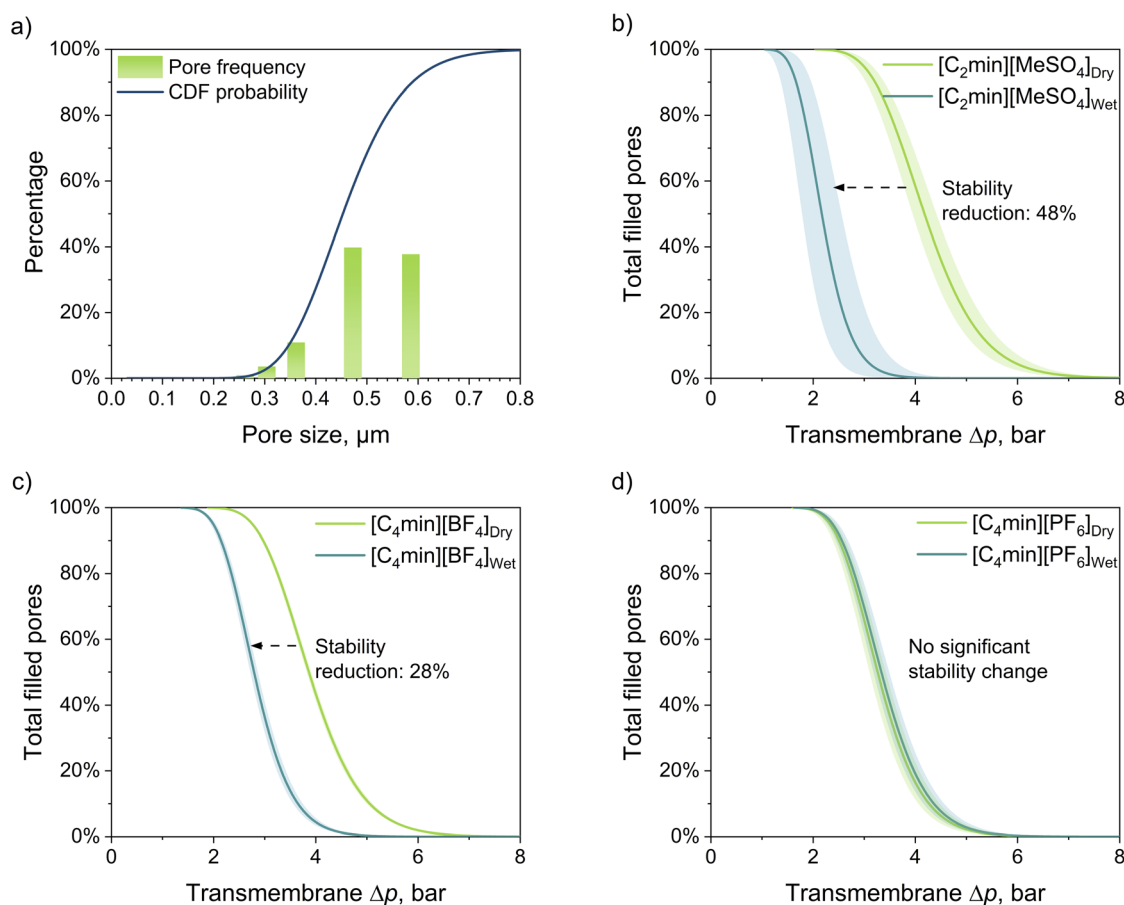 a)
100%
80%
60%
40%
20%
0%
Percentage
Pore frequency
CDF probability
0.0 0.1 0.2 0.3 0.4 0.5 0.6 0.7 0.8
Pore size, µm
b)
100%
80%
60%
40%
20%
0%
Total filled pores
[C₂min][MeSO₄]Dry
[C₂min][MeSO₄]Wet
Stability
reduction: 48%
0 2 4 6 8
Transmembrane Δp, bar
c)
100%
80%
60%
40%
20%
0%
Total filled pores
[C₄min][BF₄]Dry
[C₄min][BF₄]Wet
Stability
reduction: 28%
0 2 4 6 8
Transmembrane Δp, bar
d)
100%
80%
60%
40%
20%
0%
Total filled pores
[C₄min][PF₆]Dry
[C₄min][PF₆]Wet
No significant
stability change
0 2 4 6 8
Transmembrane Δp, bar